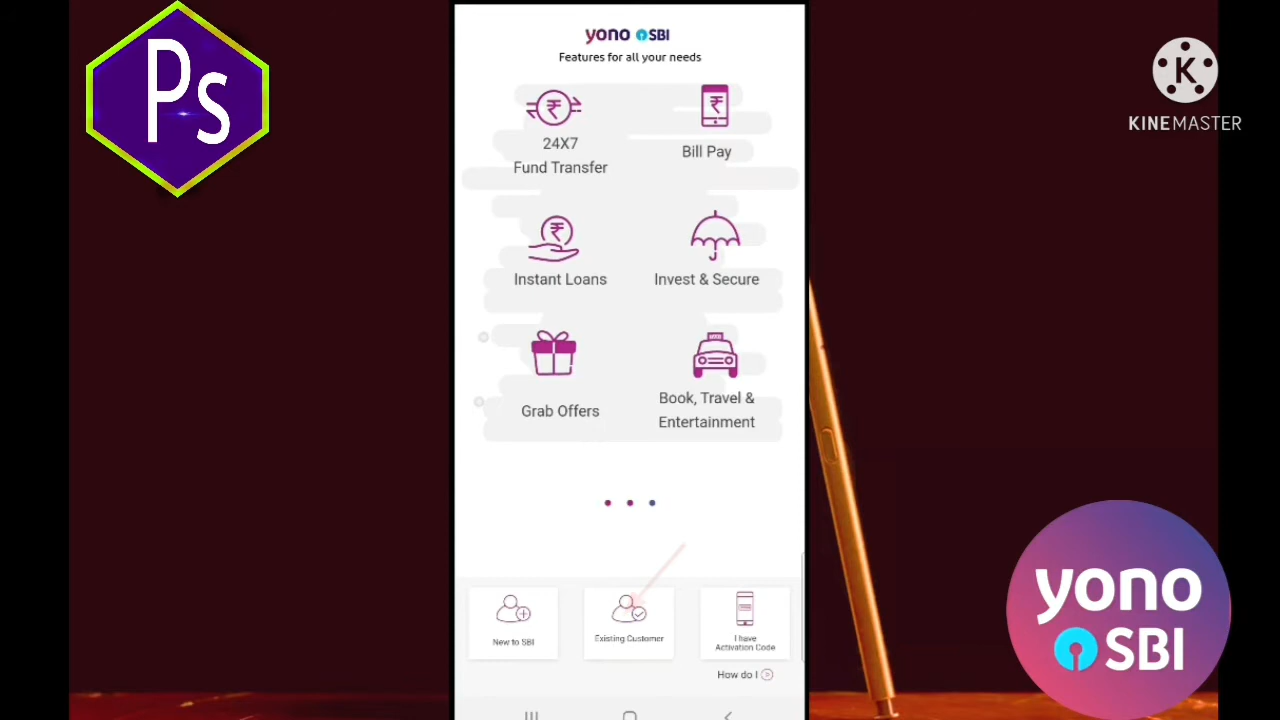 Ps
yono SBI
Features for all your needs
24X7
Fund Transfer
Bill Pay
Instant Loans
Invest & Secure
Grab Offers
Book, Travel &
Entertainment
New to SBI
Existing Customer
I have
Activation Code
How do I
K
KINEMASTER
yono
SBI